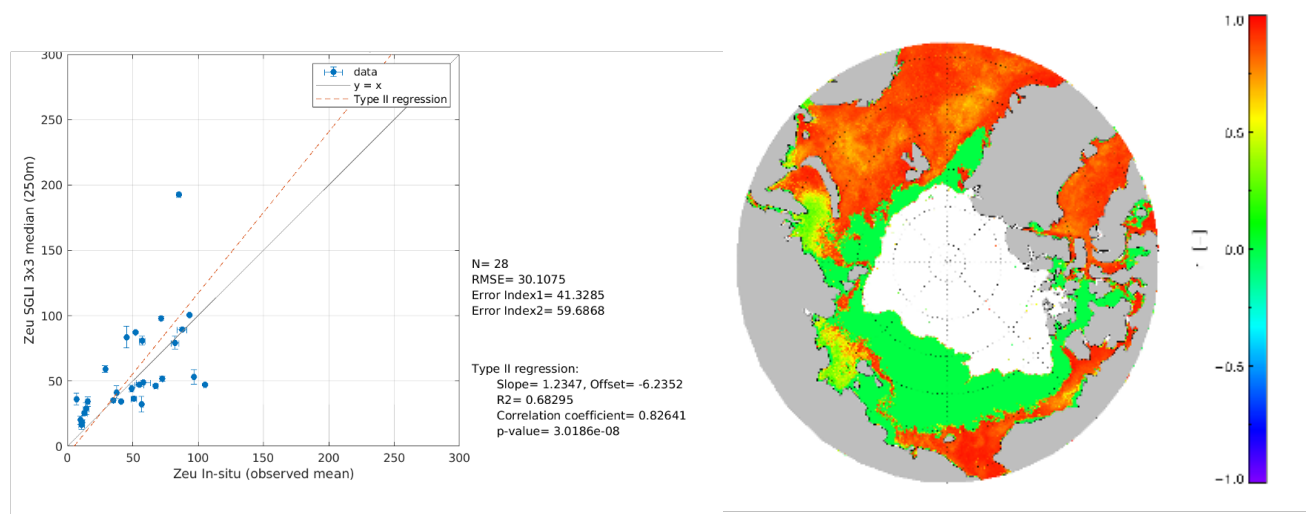 300
250
200
150
100
50
0
Zeu SGLI 3x3 median (250m)
0 50 100 150 200 250 300
Zeu In-situ (observed mean)
data
y = x
Type II regression
N= 28
RMSE= 30.1075
Error Index1= 41.3285
Error Index2= 59.6868
Type II regression:
Slope= 1.2347, Offset= -6.2352
R2= 0.68295
Correlation coefficient= 0.82641
p-value= 3.0186e-08
1.0
0.5
0.0
−0.5
−1.0